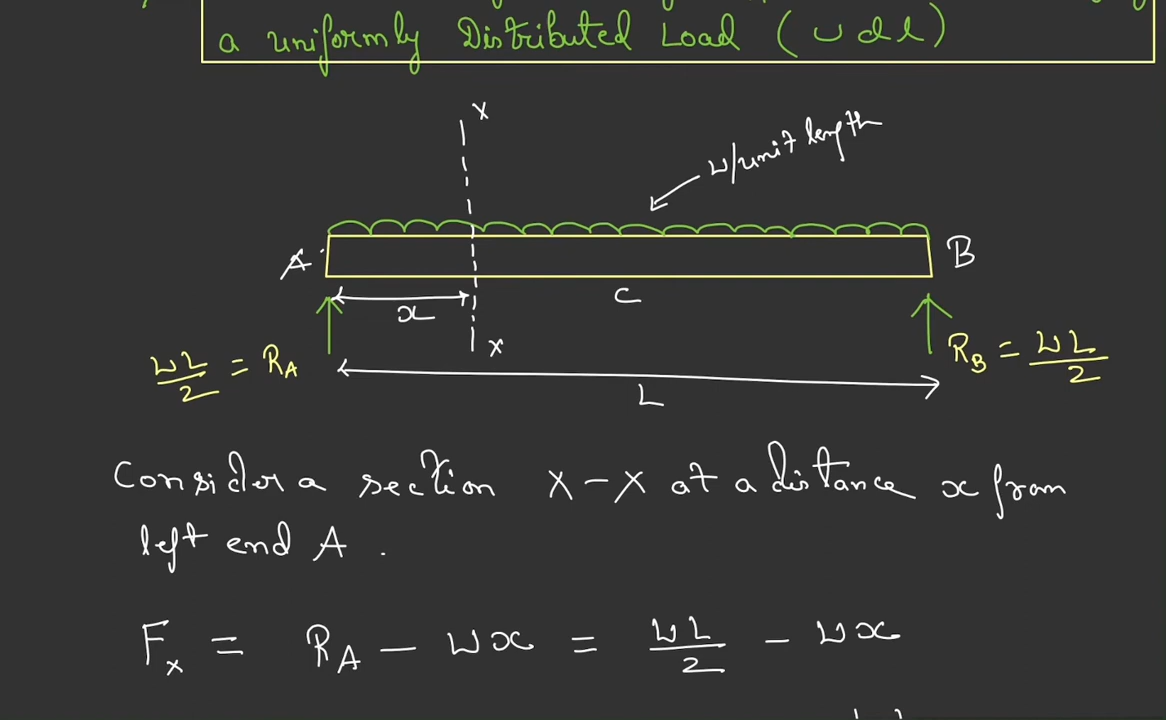 a uniformly Distributed Load (udl)
X
w/unit length
A
B
x
C
X
wL/2 = RA
RB = wL/2
L
Consider a section X-X at a distance x from
left end A.
Fx = RA - wx = wL/2 - wx